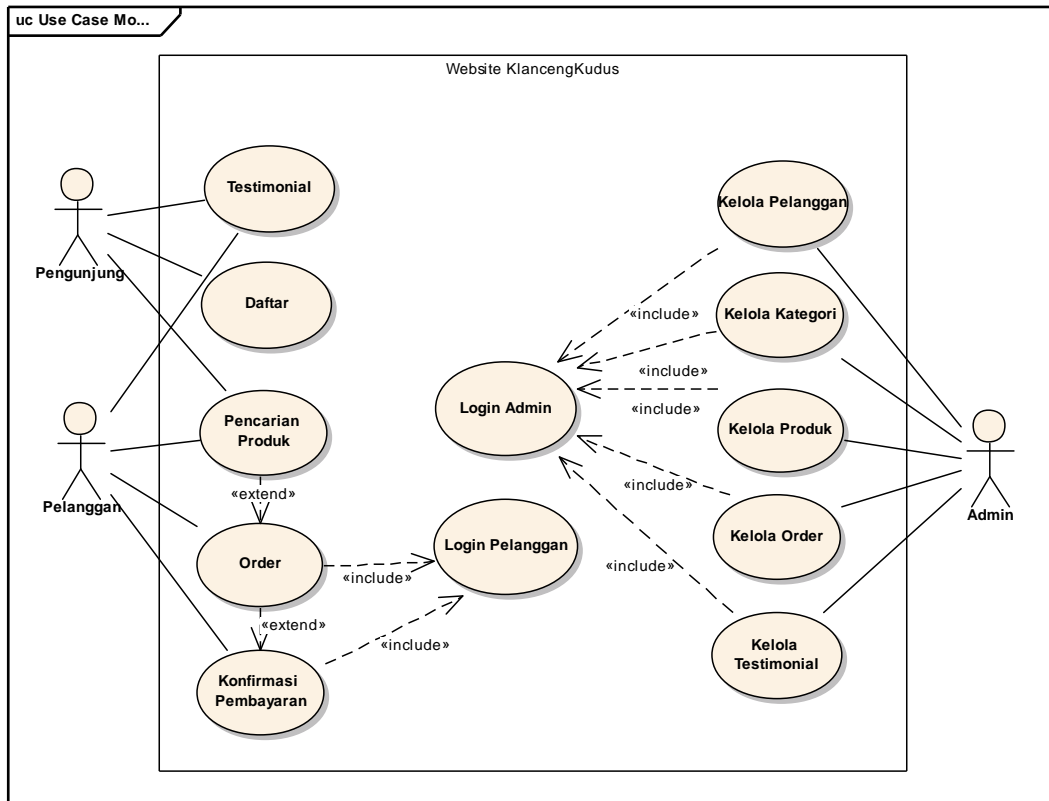 uc Use Case Mo...
Website KlancengKudus
Testimonial
Pengunjung
Daftar
Pencarian
Produk
Pelanggan
«extend»
Order
«extend»
Konfirmasi
Pembayaran
«include»
«include»
Login Admin
Login Pelanggan
«include»
«include»
«include»
«include»
«include»
Kelola Pelanggan
Kelola Kategori
Kelola Produk
Kelola Order
Kelola
Testimonial
Admin